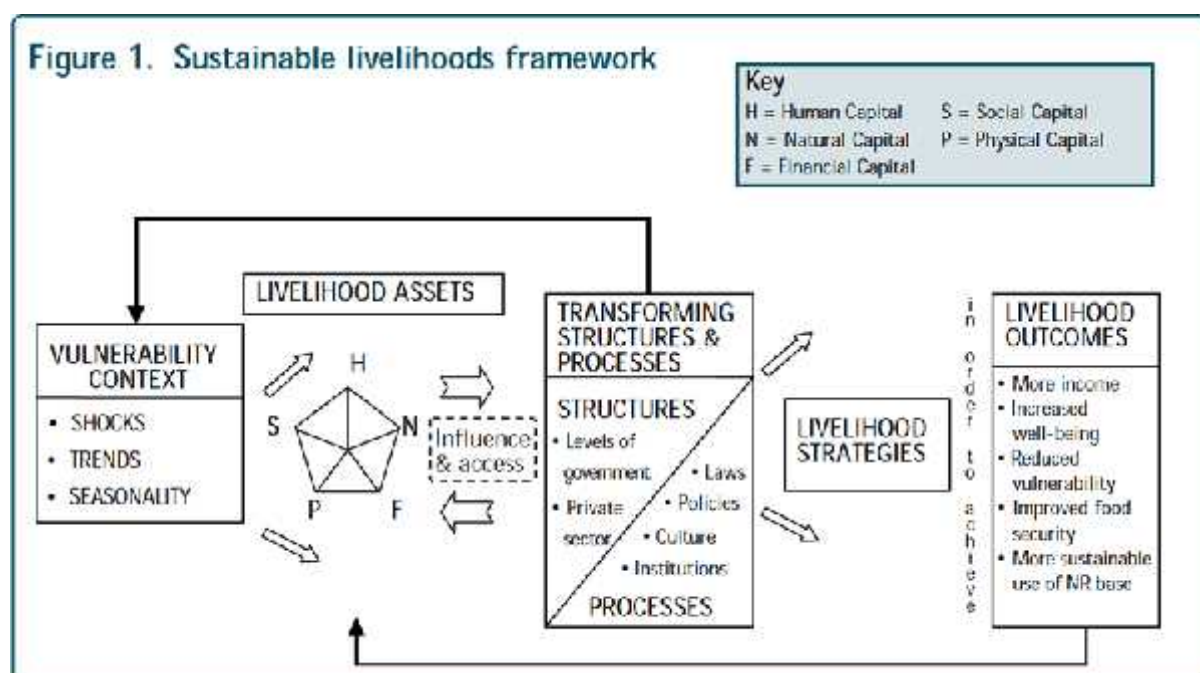 Figure 1. Sustainable livelihoods framework
Key
H = Human Capital S = Social Capital
N = Natural Capital P = Physical Capital
F = Financial Capital
LIVELIHOOD ASSETS
VULNERABILITY
CONTEXT
• SHOCKS
• TRENDS
• SEASONALITY
H
S
N
P
F
Influence
& access
TRANSFORMING
STRUCTURES &
PROCESSES
STRUCTURES
• Levels of
government
• Private
sector
• Laws
• Policies
• Culture
• Institutions
PROCESSES
LIVELIHOOD
STRATEGIES
in order to achieve
LIVELIHOOD
OUTCOMES
• More income
• Increased
well-being
• Reduced
vulnerability
• Improved food
security
• More sustainable
use of NR base